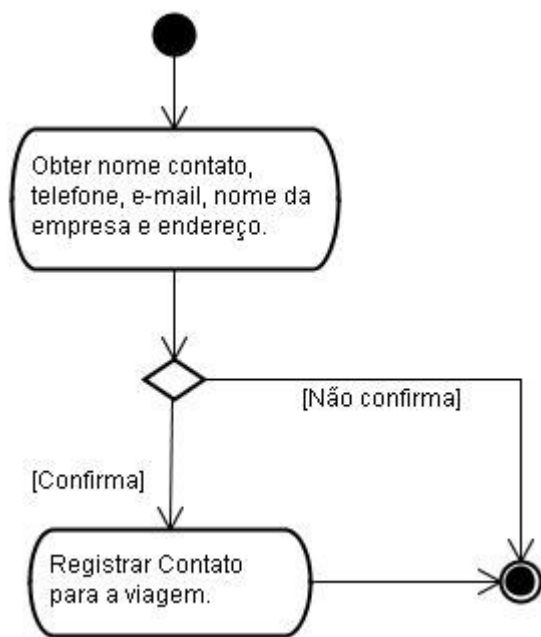 Obter nome contato,
telefone, e-mail, nome da
empresa e endereço.
[Não confirma]
[Confirma]
Registrar Contato
para a viagem.